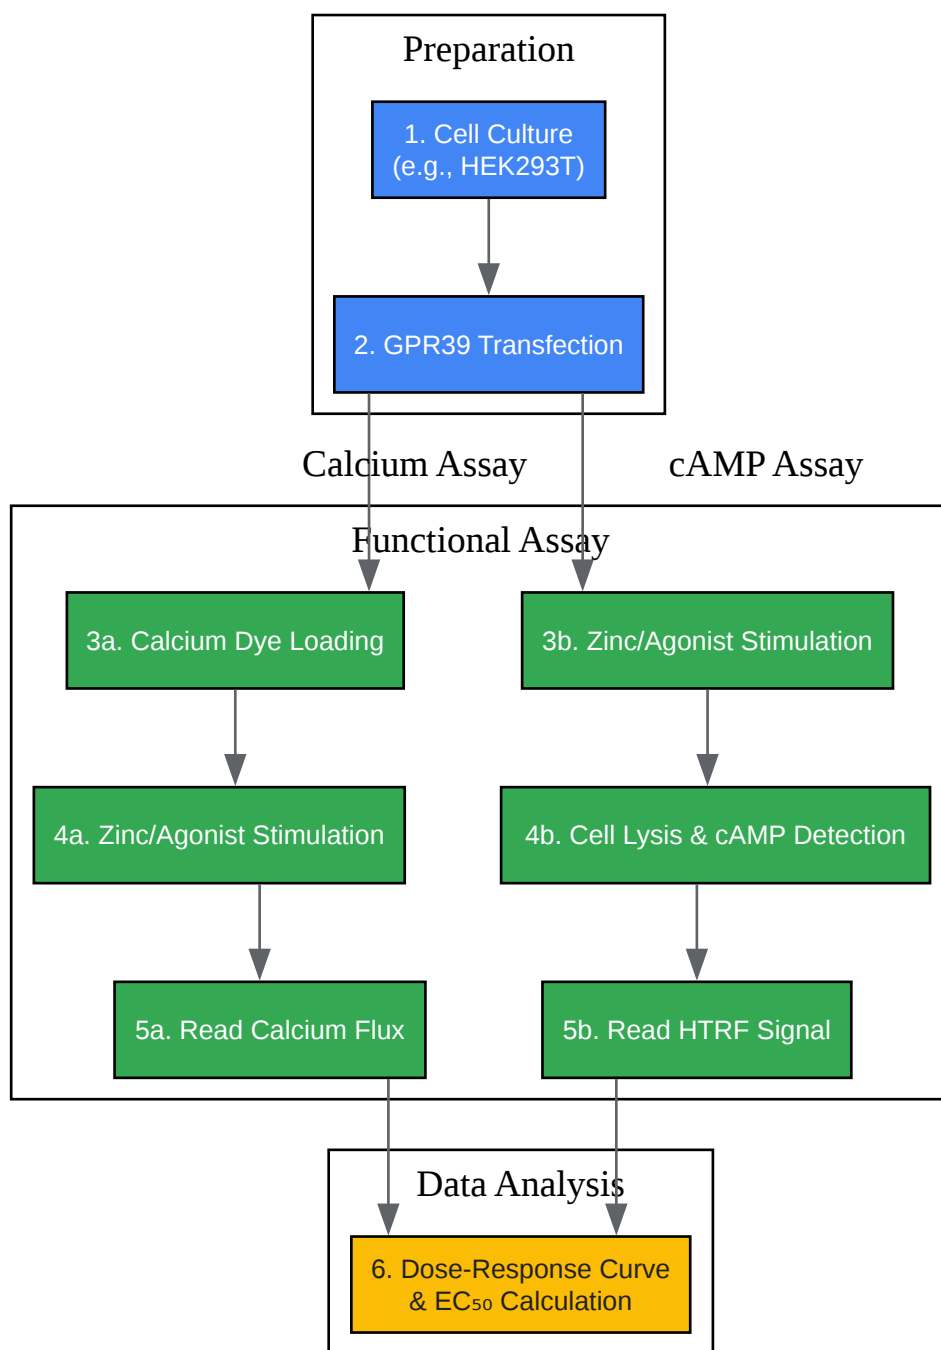 Preparation
1. Cell Culture
(e.g., HEK293T)
2. GPR39 Transfection
Calcium Assay
cAMP Assay
Functional Assay
3a. Calcium Dye Loading
3b. Zinc/Agonist Stimulation
4a. Zinc/Agonist Stimulation
4b. Cell Lysis & cAMP Detection
5a. Read Calcium Flux
5b. Read HTRF Signal
Data Analysis
6. Dose-Response Curve
& EC₅₀ Calculation